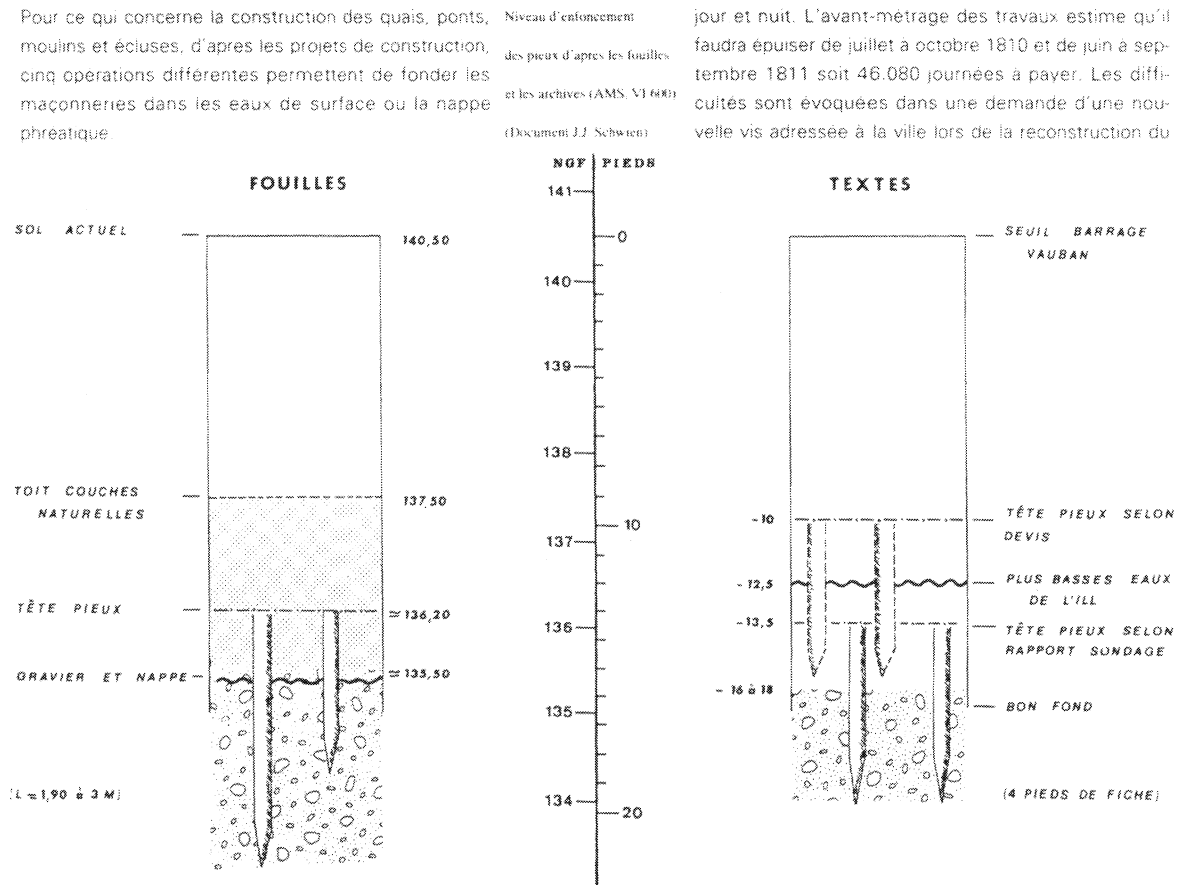 Pour ce qui concerne la construction des quais, ponts,
moulins et écluses, d'apres les projets de construction,
cinq operations différentes permettent de fonder les
maçonneries dans les eaux de surface ou la nappe
phréatique.
Niveau d'enfoncement
des pieux d'apres les fouilles
et les archives (AMS, VI 600)
(Document J.J. Schwien)
jour et nuit. L'avant-métrage des travaux estime qu'il
faudra épuiser de juillet à octobre 1810 et de juin à sep-
tembre 1811 soit 46.080 journées à payer. Les diffi-
cultés sont évoquées dans une demande d'une nou-
velle vis adressée à la ville lors de la reconstruction du
FOUILLES
SOL ACTUEL
140,50
TOIT COUCHES
NATURELLES
137,50
TÊTE PIEUX
≃ 136,20
GRAVIER ET NAPPE
≃ 135,50
(L ≃ 1,90 à 3 M)
NGF PIEDS
141
0
140
139
138
10
137
136
135
134
20
TEXTES
SEUIL BARRAGE
VAUBAN
-10
TÊTE PIEUX SELON
DEVIS
- 12,5
PLUS BASSES EAUX
DE L'ILL
-13,5
TÊTE PIEUX SELON
RAPPORT SONDAGE
- 16 à 18
BON FOND
(4 PIEDS DE FICHE)